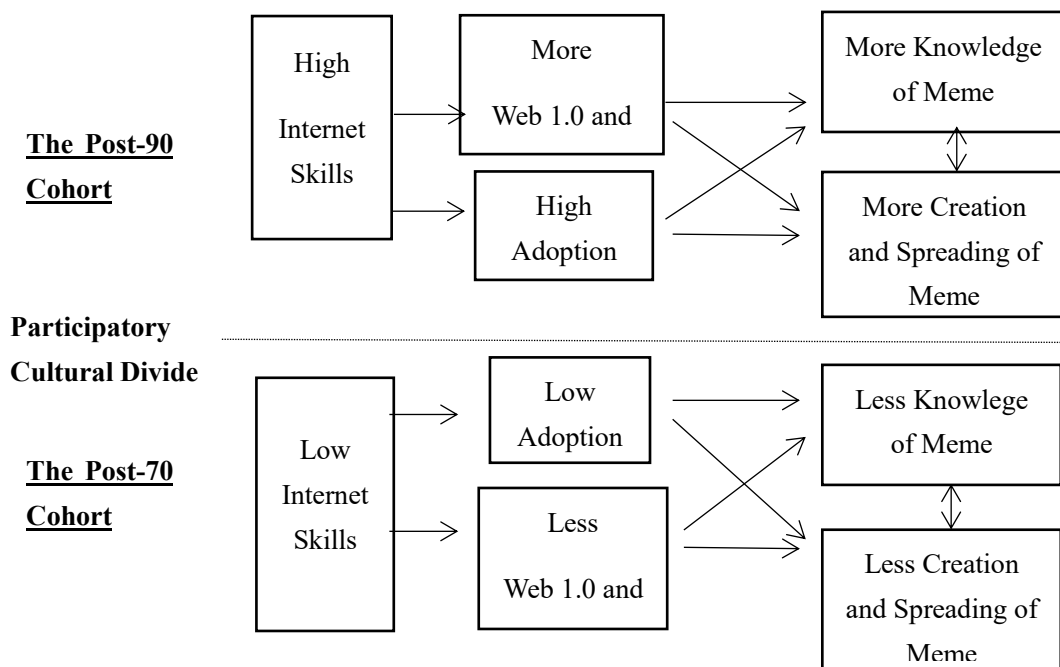 High
Internet
Skills
More
Web 1.0 and
More Knowledge
of Meme
The Post-90
Cohort
High
Adoption
More Creation
and Spreading of
Meme
Participatory
Cultural Divide
Low
Adoption
Less Knowlege
of Meme
The Post-70
Cohort
Low
Internet
Skills
Less
Web 1.0 and
Less Creation
and Spreading of
Meme